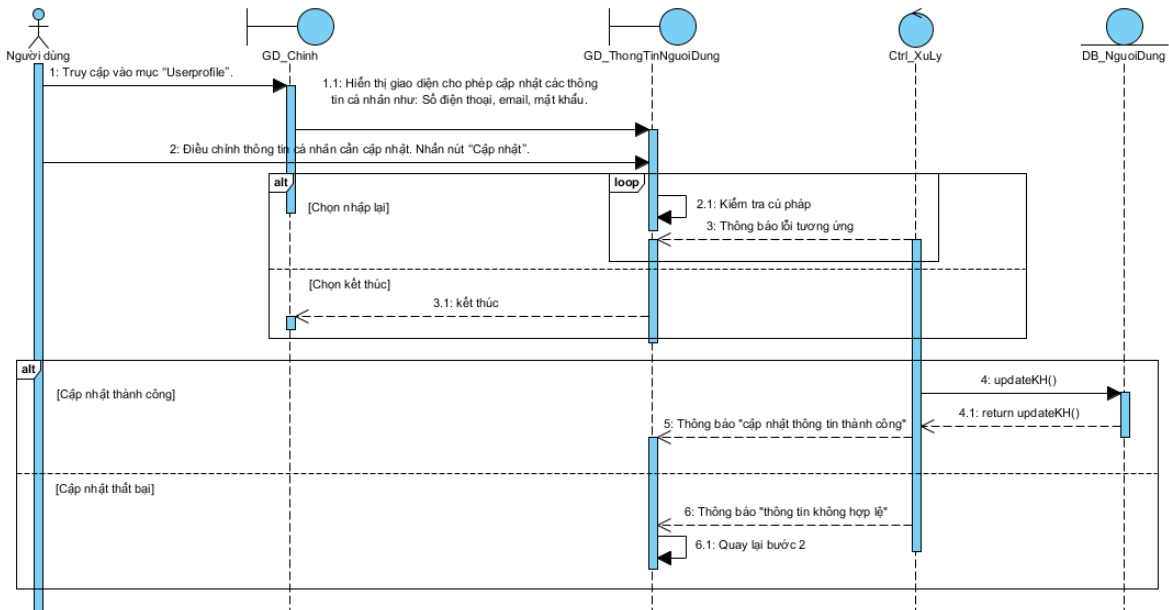 Người dùng
GD_Chinh
GD_ThongTinNguoiDung
Ctrl_XuLy
DB_NguoiDung
1: Truy cập vào mục “Userprofile”.
1.1: Hiển thị giao diện cho phép cập nhật các thông
tin cá nhân như: Số điện thoại, email, mật khẩu.
2: Điều chỉnh thông tin cá nhân cần cập nhật. Nhấn nút “Cập nhật”.
alt
loop
[Chọn nhập lại]
2.1: Kiểm tra cú pháp
3: Thông báo lỗi tương ứng
[Chọn kết thúc]
3.1: kết thúc
alt
[Cập nhật thành công]
4: updateKH()
4.1: return updateKH()
5: Thông báo "cập nhật thông tin thành công"
[Cập nhật thất bại]
6: Thông báo "thông tin không hợp lệ"
6.1: Quay lại bước 2